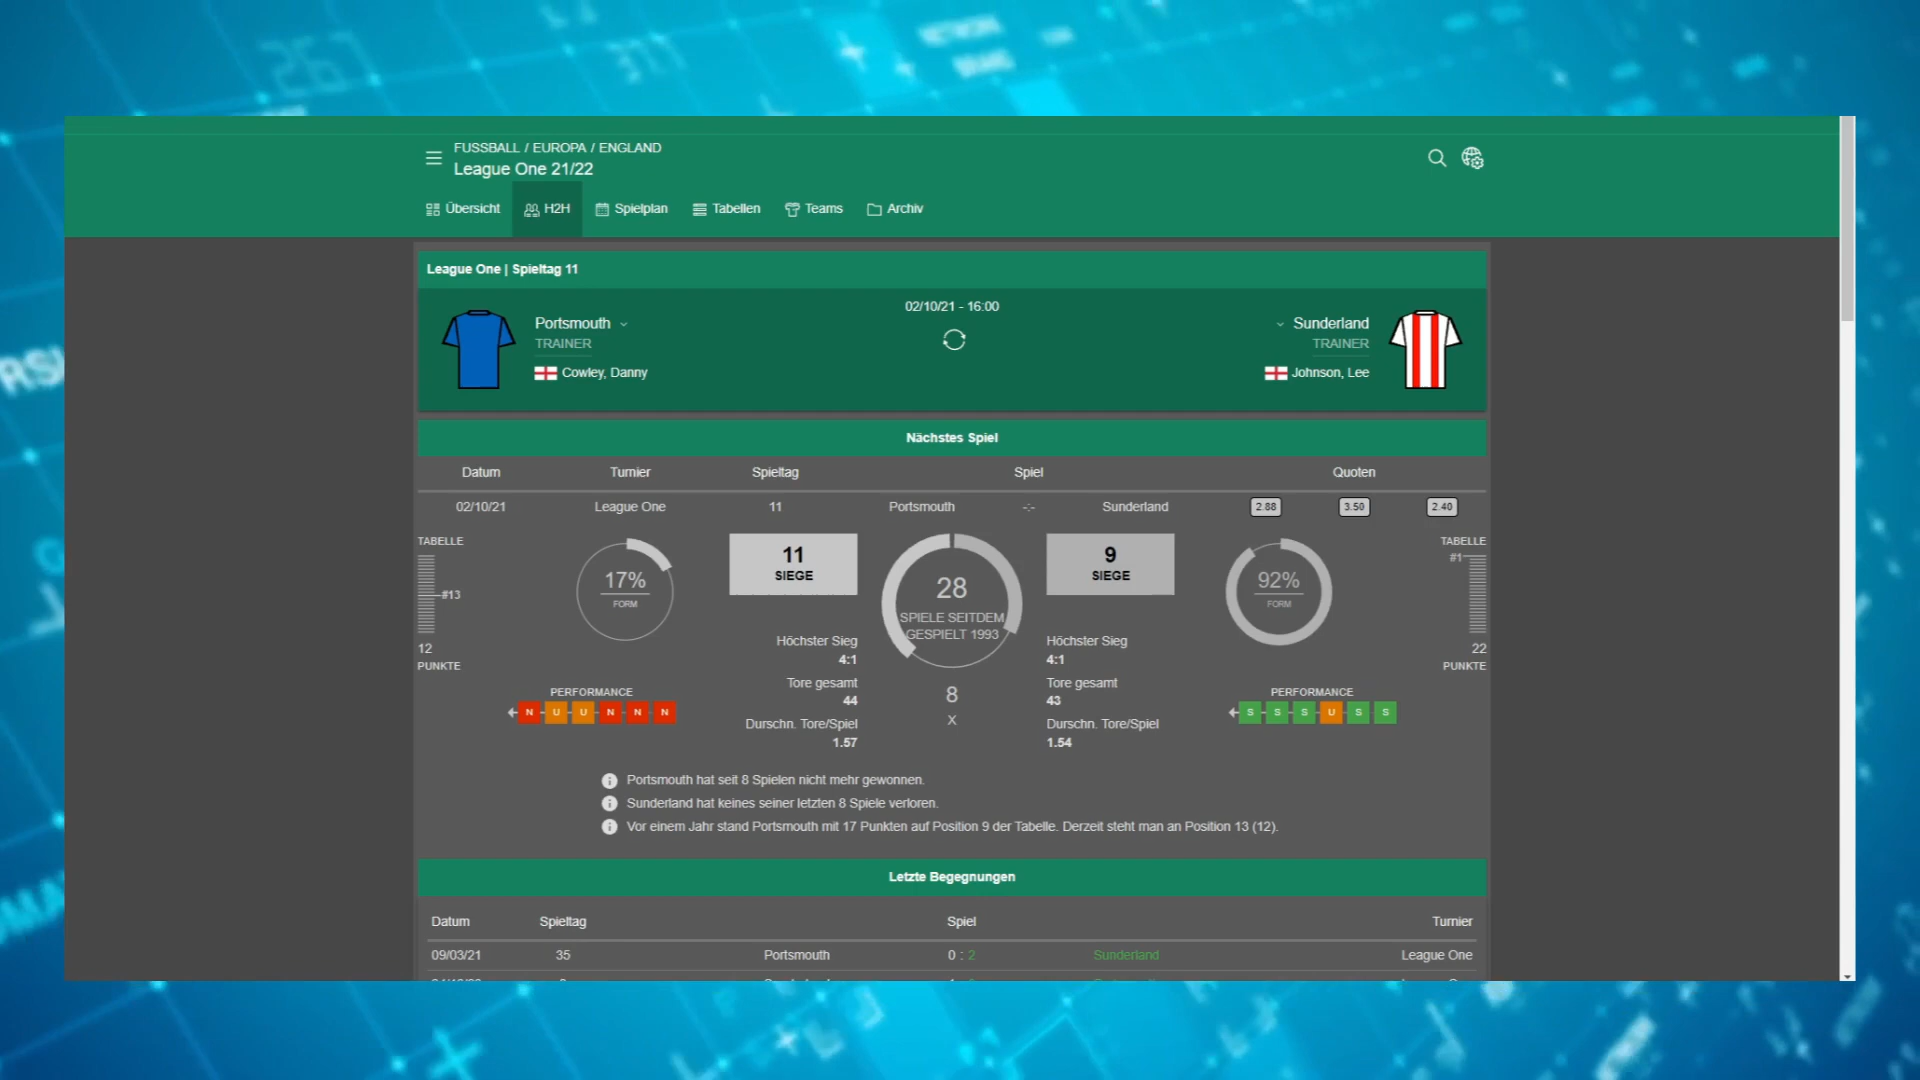 FUSSBALL / EUROPA / ENGLAND
League One 21/22
Übersicht H2H Spielplan Tabellen Teams Archiv
League One | Spieltag 11
02/10/21 - 16:00
Portsmouth
TRAINER
Cowley, Danny
Sunderland
TRAINER
Johnson, Lee
Nächstes Spiel
Datum Turnier Spieltag Spiel Quoten
02/10/21 League One 11 Portsmouth -:- Sunderland 2.88 3.50 2.40
TABELLE
#13
12
PUNKTE
17%
FORM
PERFORMANCE
N U U N N N
11
SIEGE
Höchster Sieg
4:1
Tore gesamt
44
Durschn. Tore/Spiel
1.57
28
SPIELE SEITDEM
GESPIELT 1993
8
X
9
SIEGE
Höchster Sieg
4:1
Tore gesamt
43
Durschn. Tore/Spiel
1.54
92%
FORM
PERFORMANCE
S S S U S S
TABELLE
#1
22
PUNKTE
Portsmouth hat seit 8 Spielen nicht mehr gewonnen.
Sunderland hat keines seiner letzten 8 Spiele verloren.
Vor einem Jahr stand Portsmouth mit 17 Punkten auf Position 9 der Tabelle. Derzeit steht man an Position 13 (12).
Letzte Begegnungen
Datum Spieltag Spiel Turnier
09/03/21 35 Portsmouth 0 : 2 Sunderland League One